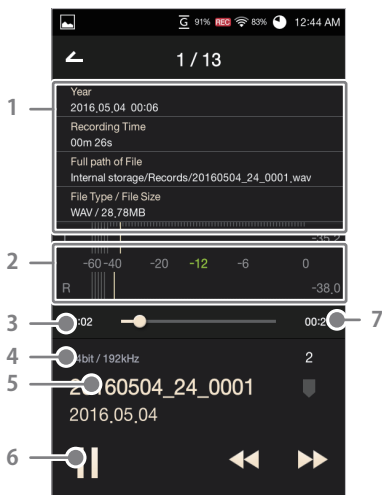 G 91% REC 83% 12:44 AM
1 / 13
1
Year
2016.05.04 00:06
Recording Time
00m 26s
Full path of File
Internal storage/Records/20160504_24_0001.wav
File Type / File Size
WAV / 28.78MB
-35.2
2
-60 -40 -20 -12 -6 0
R -38.0
3 :02 00:2 7
4 4bit / 192kHz 2
5 20160504_24_0001
2016.05.04
6